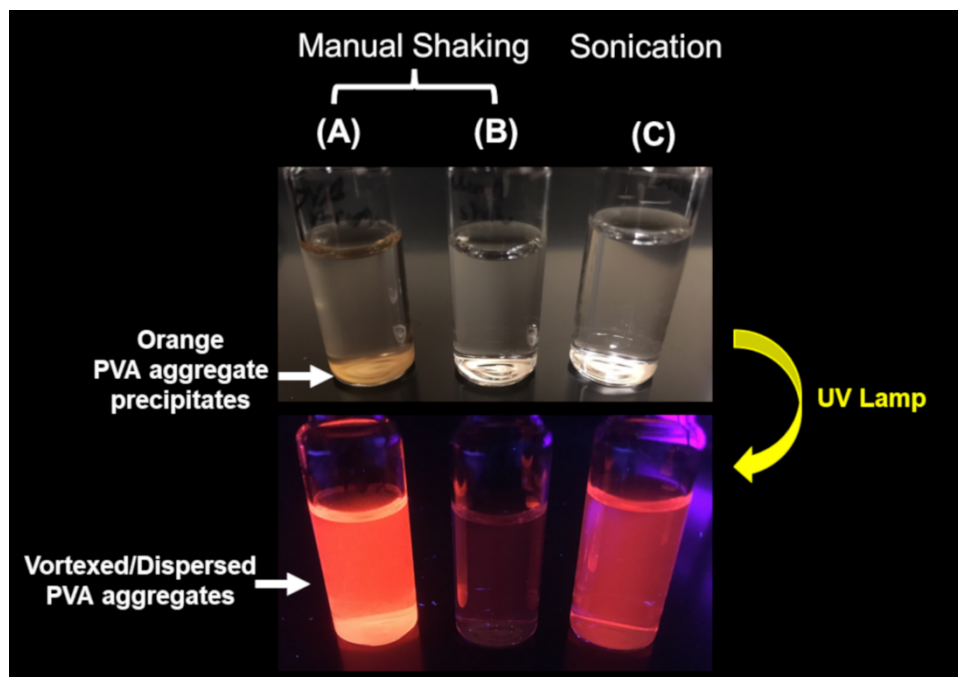 Manual Shaking
Sonication
(A)
(B)
(C)
Orange
PVA aggregate
precipitates
UV Lamp
Vortexed/Dispersed
PVA aggregates